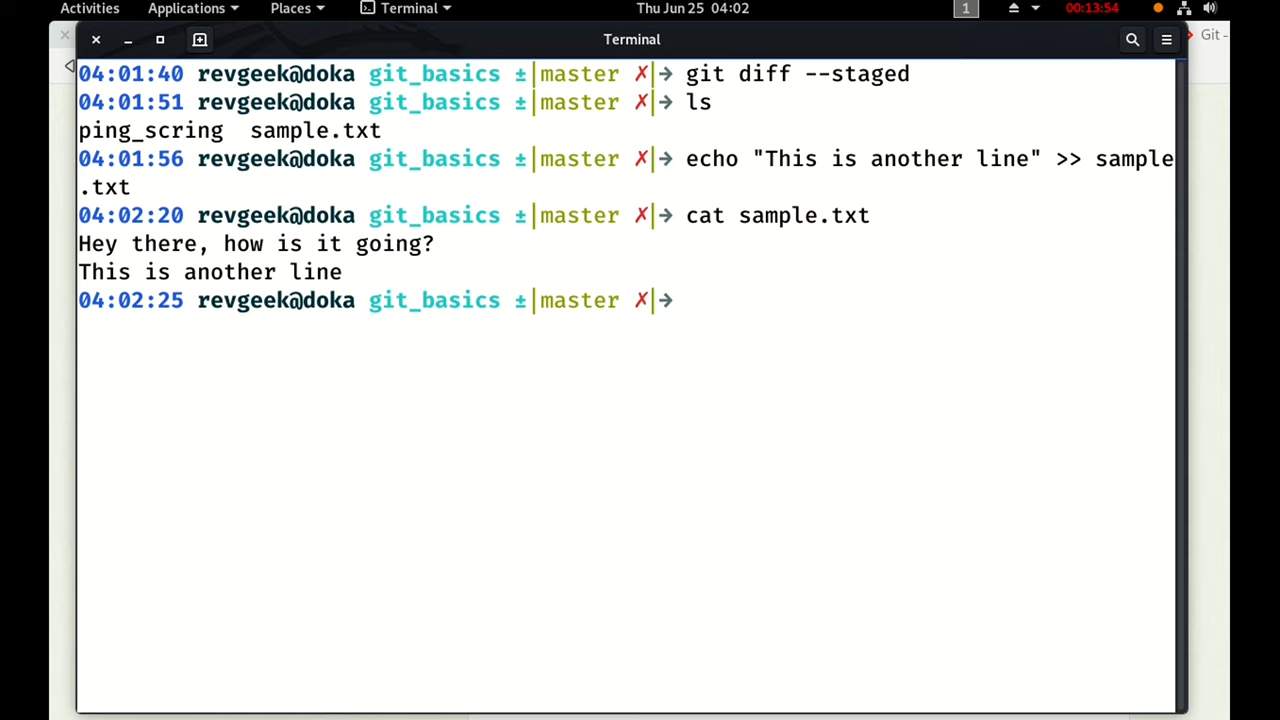 Activities Applications Places Terminal Thu Jun 25 04:02 1 00:13:54
Terminal
Git -
04:01:40 revgeek@doka git_basics ±|master ✗|→ git diff --staged
04:01:51 revgeek@doka git_basics ±|master ✗|→ ls
ping_scring  sample.txt
04:01:56 revgeek@doka git_basics ±|master ✗|→ echo "This is another line" >> sample
.txt
04:02:20 revgeek@doka git_basics ±|master ✗|→ cat sample.txt
Hey there, how is it going?
This is another line
04:02:25 revgeek@doka git_basics ±|master ✗|→